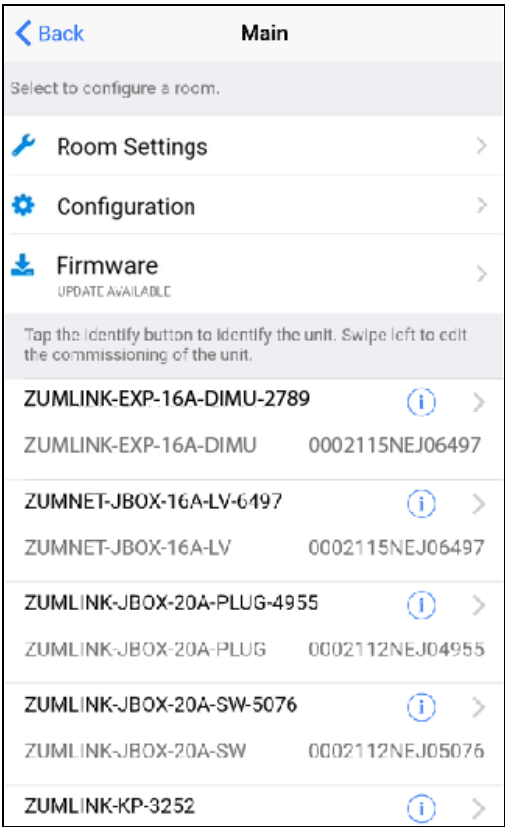 Back
Main
Select to configure a room.
Room Settings
Configuration
Firmware
UPDATE AVAILABLE
Tap the identify button to identify the unit. Swipe left to edit
the commissioning of the unit.
ZUMLINK-EXP-16A-DIMU-2789
ZUMLINK-EXP-16A-DIMU 0002115NEJ06497
ZUMNET-JBOX-16A-LV-6497
ZUMNET-JBOX-16A-LV 0002115NEJ06497
ZUMLINK-JBOX-20A-PLUG-4955
ZUMLINK-JBOX-20A-PLUG 0002112NEJ04955
ZUMLINK-JBOX-20A-SW-5076
ZUMLINK-JBOX-20A-SW 0002112NEJ05076
ZUMLINK-KP-3252